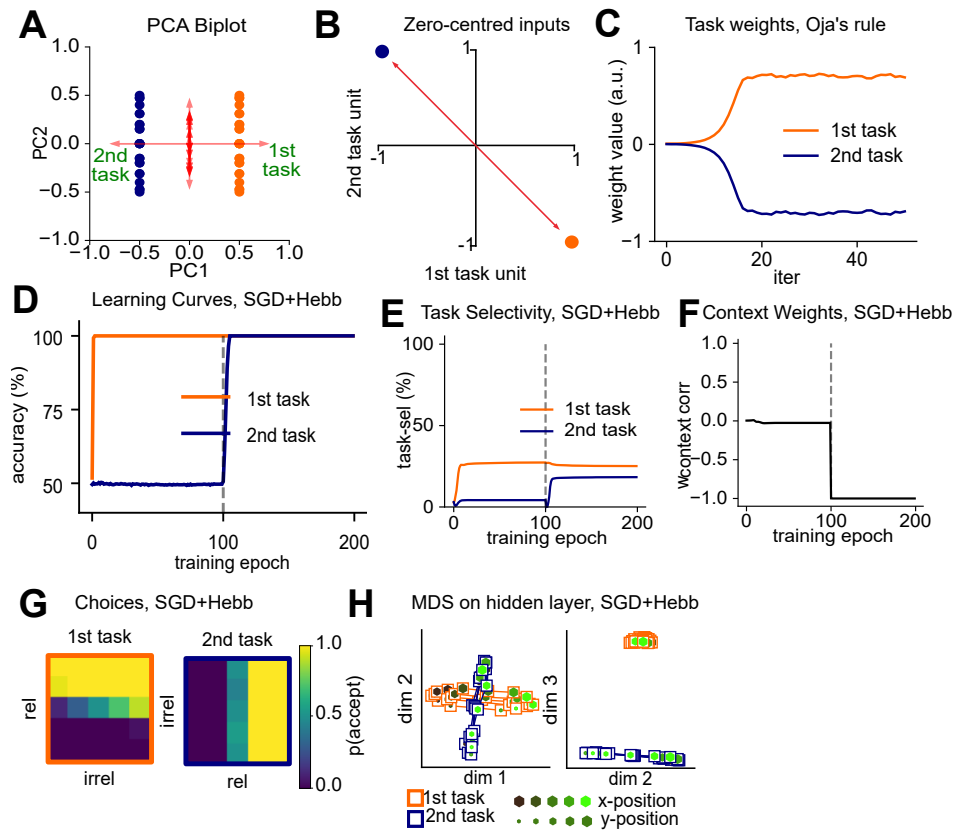 A
PCA Biplot
1.0
0.5
0.0
−0.5
−1.0
PC2
2nd
task
1st
task
−1.0
−0.5
0.0
0.5
1.0
PC1
B
Zero-centred inputs
1
-1
1
-1
2nd task unit
1st task unit
C
Task weights, Oja's rule
1
0
−1
weight value (a.u.)
1st task
2nd task
0
20
40
iter
D
Learning Curves, SGD+Hebb
100
75
50
accuracy (%)
1st task
2nd task
0
100
200
training epoch
E
Task Selectivity, SGD+Hebb
100
50
0
task-sel (%)
1st task
2nd task
0
100
200
training epoch
F
Context Weights, SGD+Hebb
1.0
0.5
0.0
−0.5
−1.0
wcontext corr
0
100
200
training epoch
G
Choices, SGD+Hebb
1st task
2nd task
rel
irrel
irrel
rel
1.0
0.0
p(accept)
H
MDS on hidden layer, SGD+Hebb
dim 2
dim 1
dim 3
dim 2
1st task
2nd task
x-position
y-position